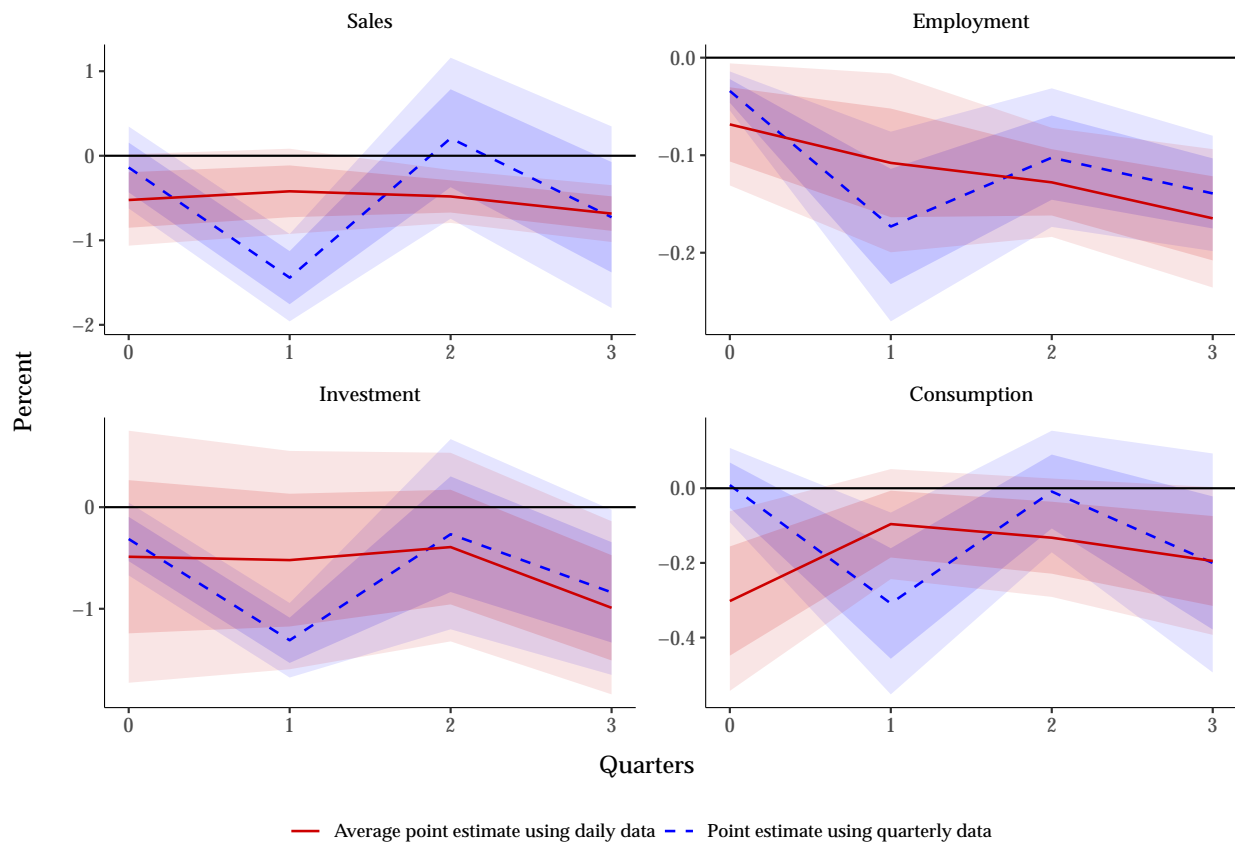 Sales
Employment
1
0
−1
−2
0.0
−0.1
−0.2
0 1 2 3
0 1 2 3
Percent
Investment
Consumption
0
−1
0.0
−0.2
−0.4
0 1 2 3
0 1 2 3
Quarters
Average point estimate using daily data Point estimate using quarterly data